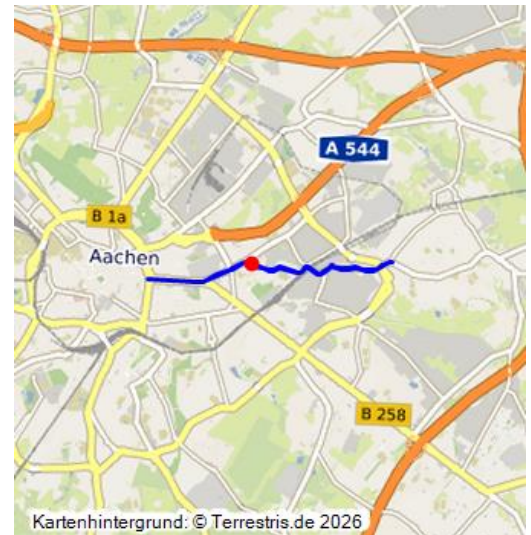 A 544
B 1a
Aachen
B 258
Kartenhintergrund: © Terrestris.de 2026